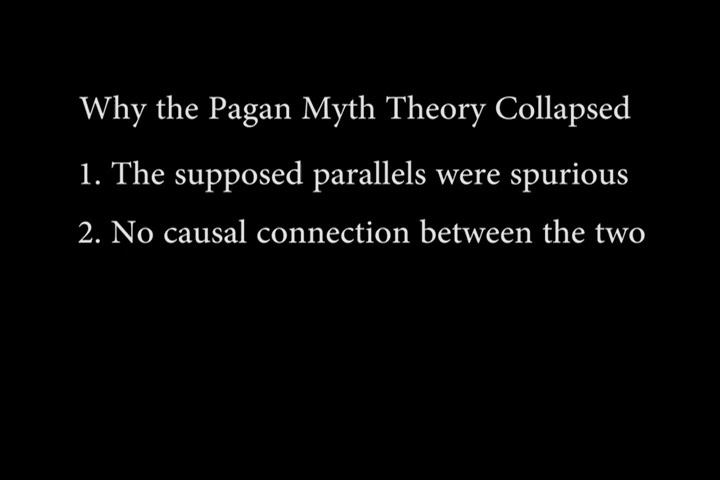 Why the Pagan Myth Theory Collapsed
1. The supposed parallels were spurious
2. No causal connection between the two